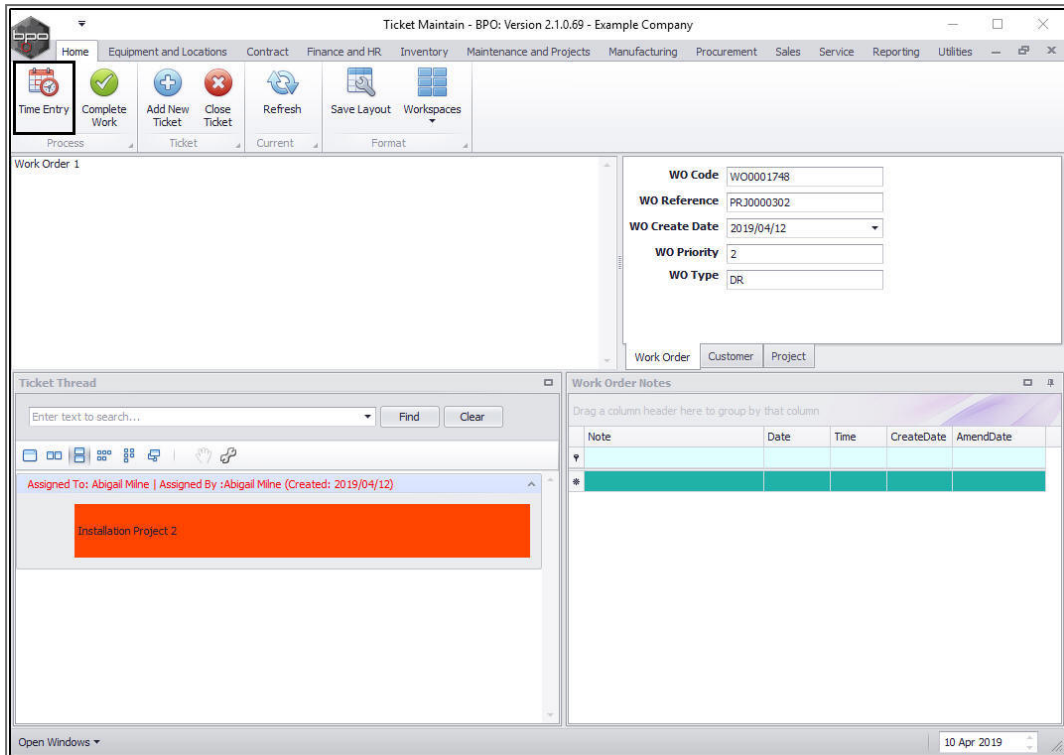 Ticket Maintain - BPO: Version 2.1.0.69 - Example Company
bpo
Home Equipment and Locations Contract Finance and HR Inventory Maintenance and Projects Manufacturing Procurement Sales Service Reporting Utilities
Time Entry Complete Work Add New Ticket Close Ticket Refresh Save Layout Workspaces
Process Ticket Current Format
Work Order 1
WO Code WO0001748
WO Reference PRJ0000302
WO Create Date 2019/04/12
WO Priority 2
WO Type DR
Work Order Customer Project
Ticket Thread
Enter text to search... Find Clear
Assigned To: Abigail Milne | Assigned By :Abigail Milne (Created: 2019/04/12)
Installation Project 2
Work Order Notes
Drag a column header here to group by that column
Note Date Time CreateDate AmendDate
Open Windows 10 Apr 2019